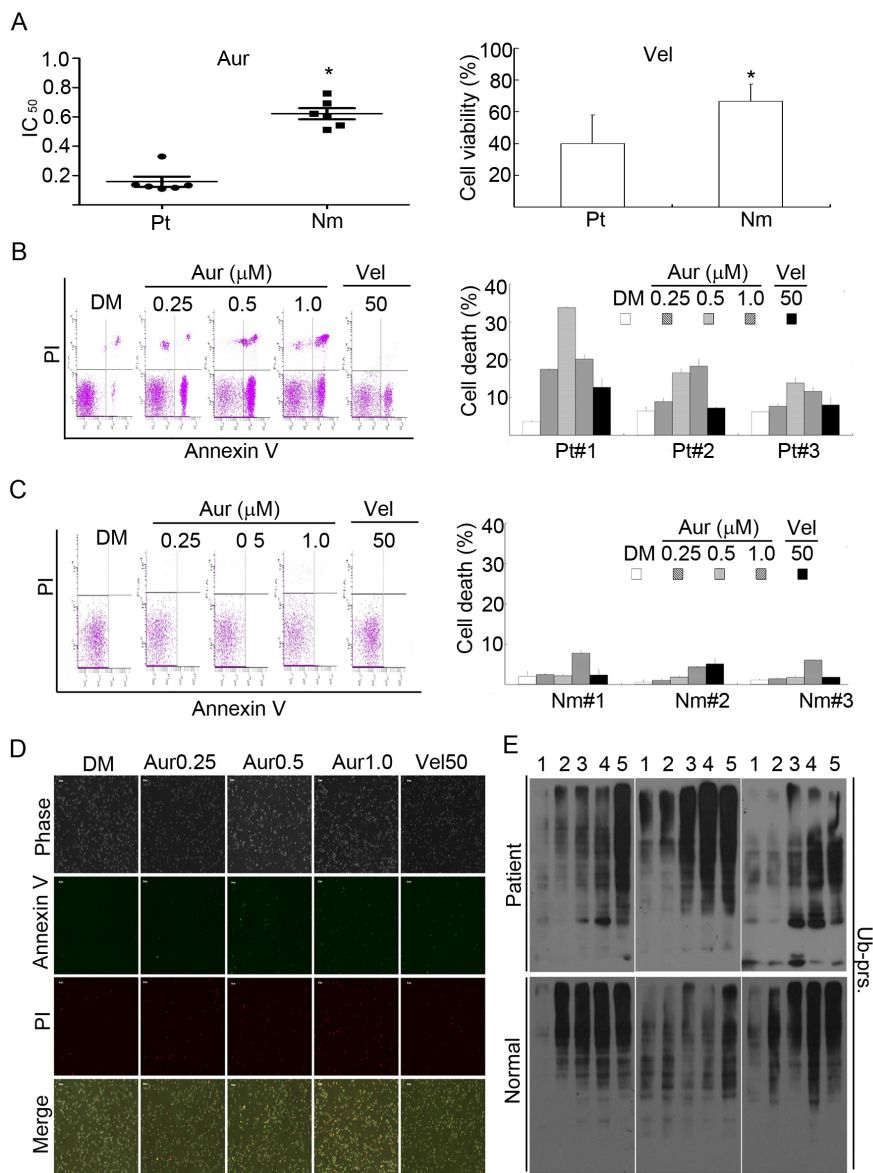 A
Aur
IC 50
1.0
0.8
0.6
0.4
0.2
*
Pt Nm
Vel
Cell viability (%)
100
80
60
40
20
*
Pt Nm
B
Aur (μM) Vel
DM 0.25 0.5 1.0 50
PI
Annexin V
Cell death (%)
40
30
20
10
Aur (μM) Vel
DM 0.25 0.5 1.0 50
Pt#1 Pt#2 Pt#3
C
Aur (μM) Vel
DM 0.25 0 5 1.0 50
PI
Annexin V
Cell death (%)
40
30
20
10
Aur (μM) Vel
DM 0.25 0.5 1.0 50
Nm#1 Nm#2 Nm#3
D
DM Aur0.25 Aur0.5 Aur1.0 Vel50
Phase
Annexin V
PI
Merge
E
1 2 3 4 5 1 2 3 4 5 1 2 3 4 5
Patient
Normal
Ub-prs.